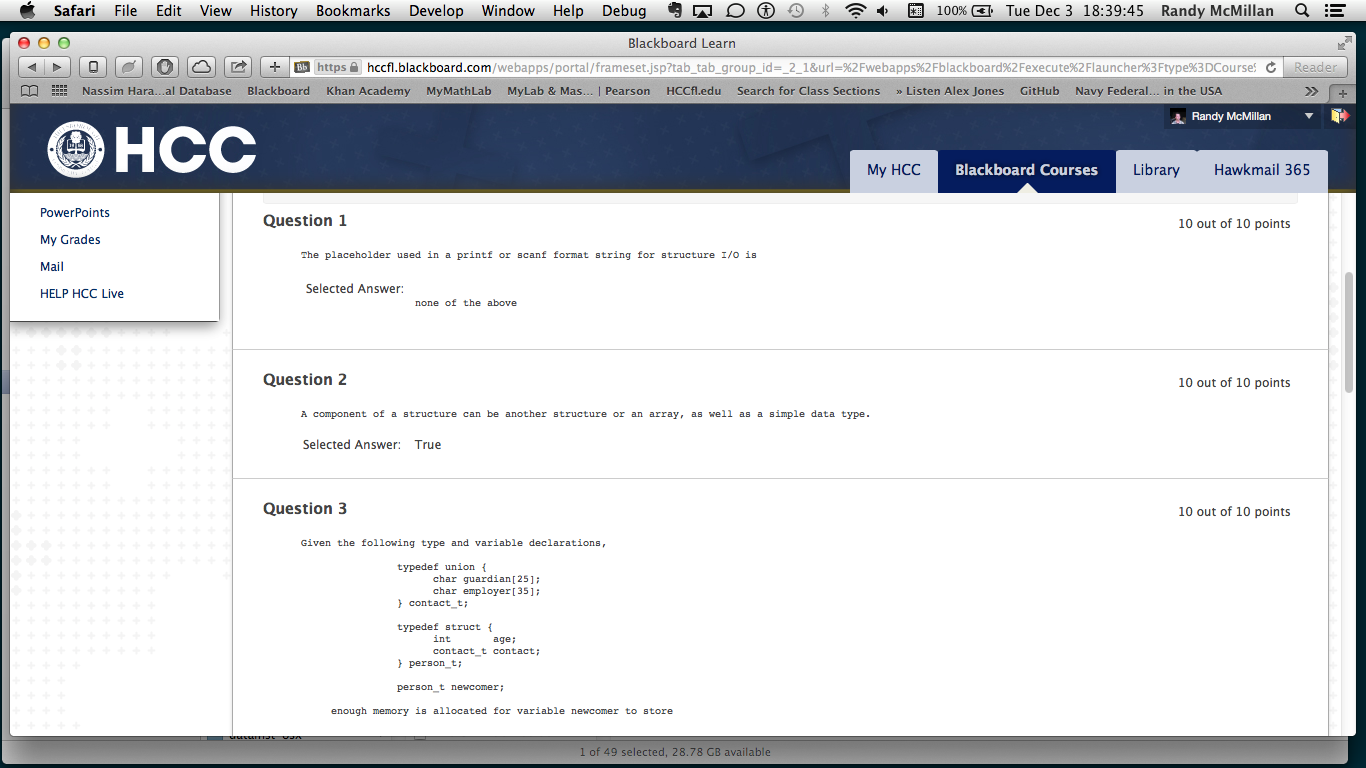 Safari File Edit View History Bookmarks Develop Window Help Debug 100% Tue Dec 3 18:39:45 Randy McMillan
Blackboard Learn
Bb https hccfl.blackboard.com/webapps/portal/frameset.jsp?tab_tab_group_id=_2_1&url=%2Fwebapps%2Fblackboard%2Fexecute%2Flauncher%3Ftype%3DCourse% Reader
Nassim Hara...al Database Blackboard Khan Academy MyMathLab MyLab & Mas... | Pearson HCCfl.edu Search for Class Sections » Listen Alex Jones GitHub Navy Federal... in the USA
Randy McMillan
HCC
My HCC Blackboard Courses Library Hawkmail 365
PowerPoints
My Grades
Mail
HELP HCC Live
Question 1 10 out of 10 points
The placeholder used in a printf or scanf format string for structure I/O is
Selected Answer:
none of the above
Question 2 10 out of 10 points
A component of a structure can be another structure or an array, as well as a simple data type.
Selected Answer: True
Question 3 10 out of 10 points
Given the following type and variable declarations,
typedef union {
char guardian[25];
char employer[35];
} contact_t;
typedef struct {
int age;
contact_t contact;
} person_t;
person_t newcomer;
enough memory is allocated for variable newcomer to store
1 of 49 selected, 28.78 GB available